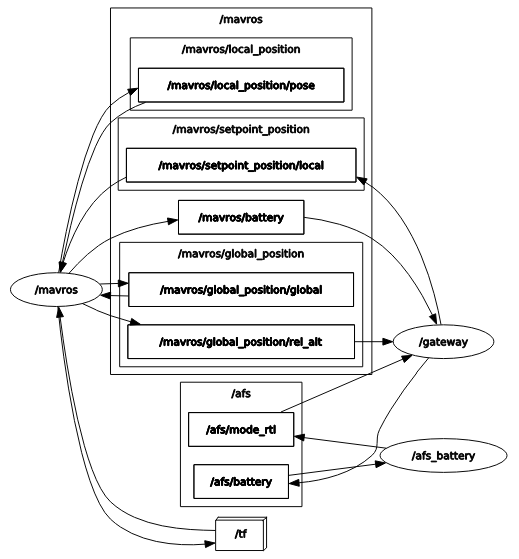 /mavros
/mavros/local_position
/mavros/local_position/pose
/mavros/setpoint_position
/mavros/setpoint_position/local
/mavros/battery
/mavros/global_position
/mavros
/mavros/global_position/global
/mavros/global_position/rel_alt
/gateway
/afs
/afs/mode_rtl
/afs_battery
/afs/battery
/tf